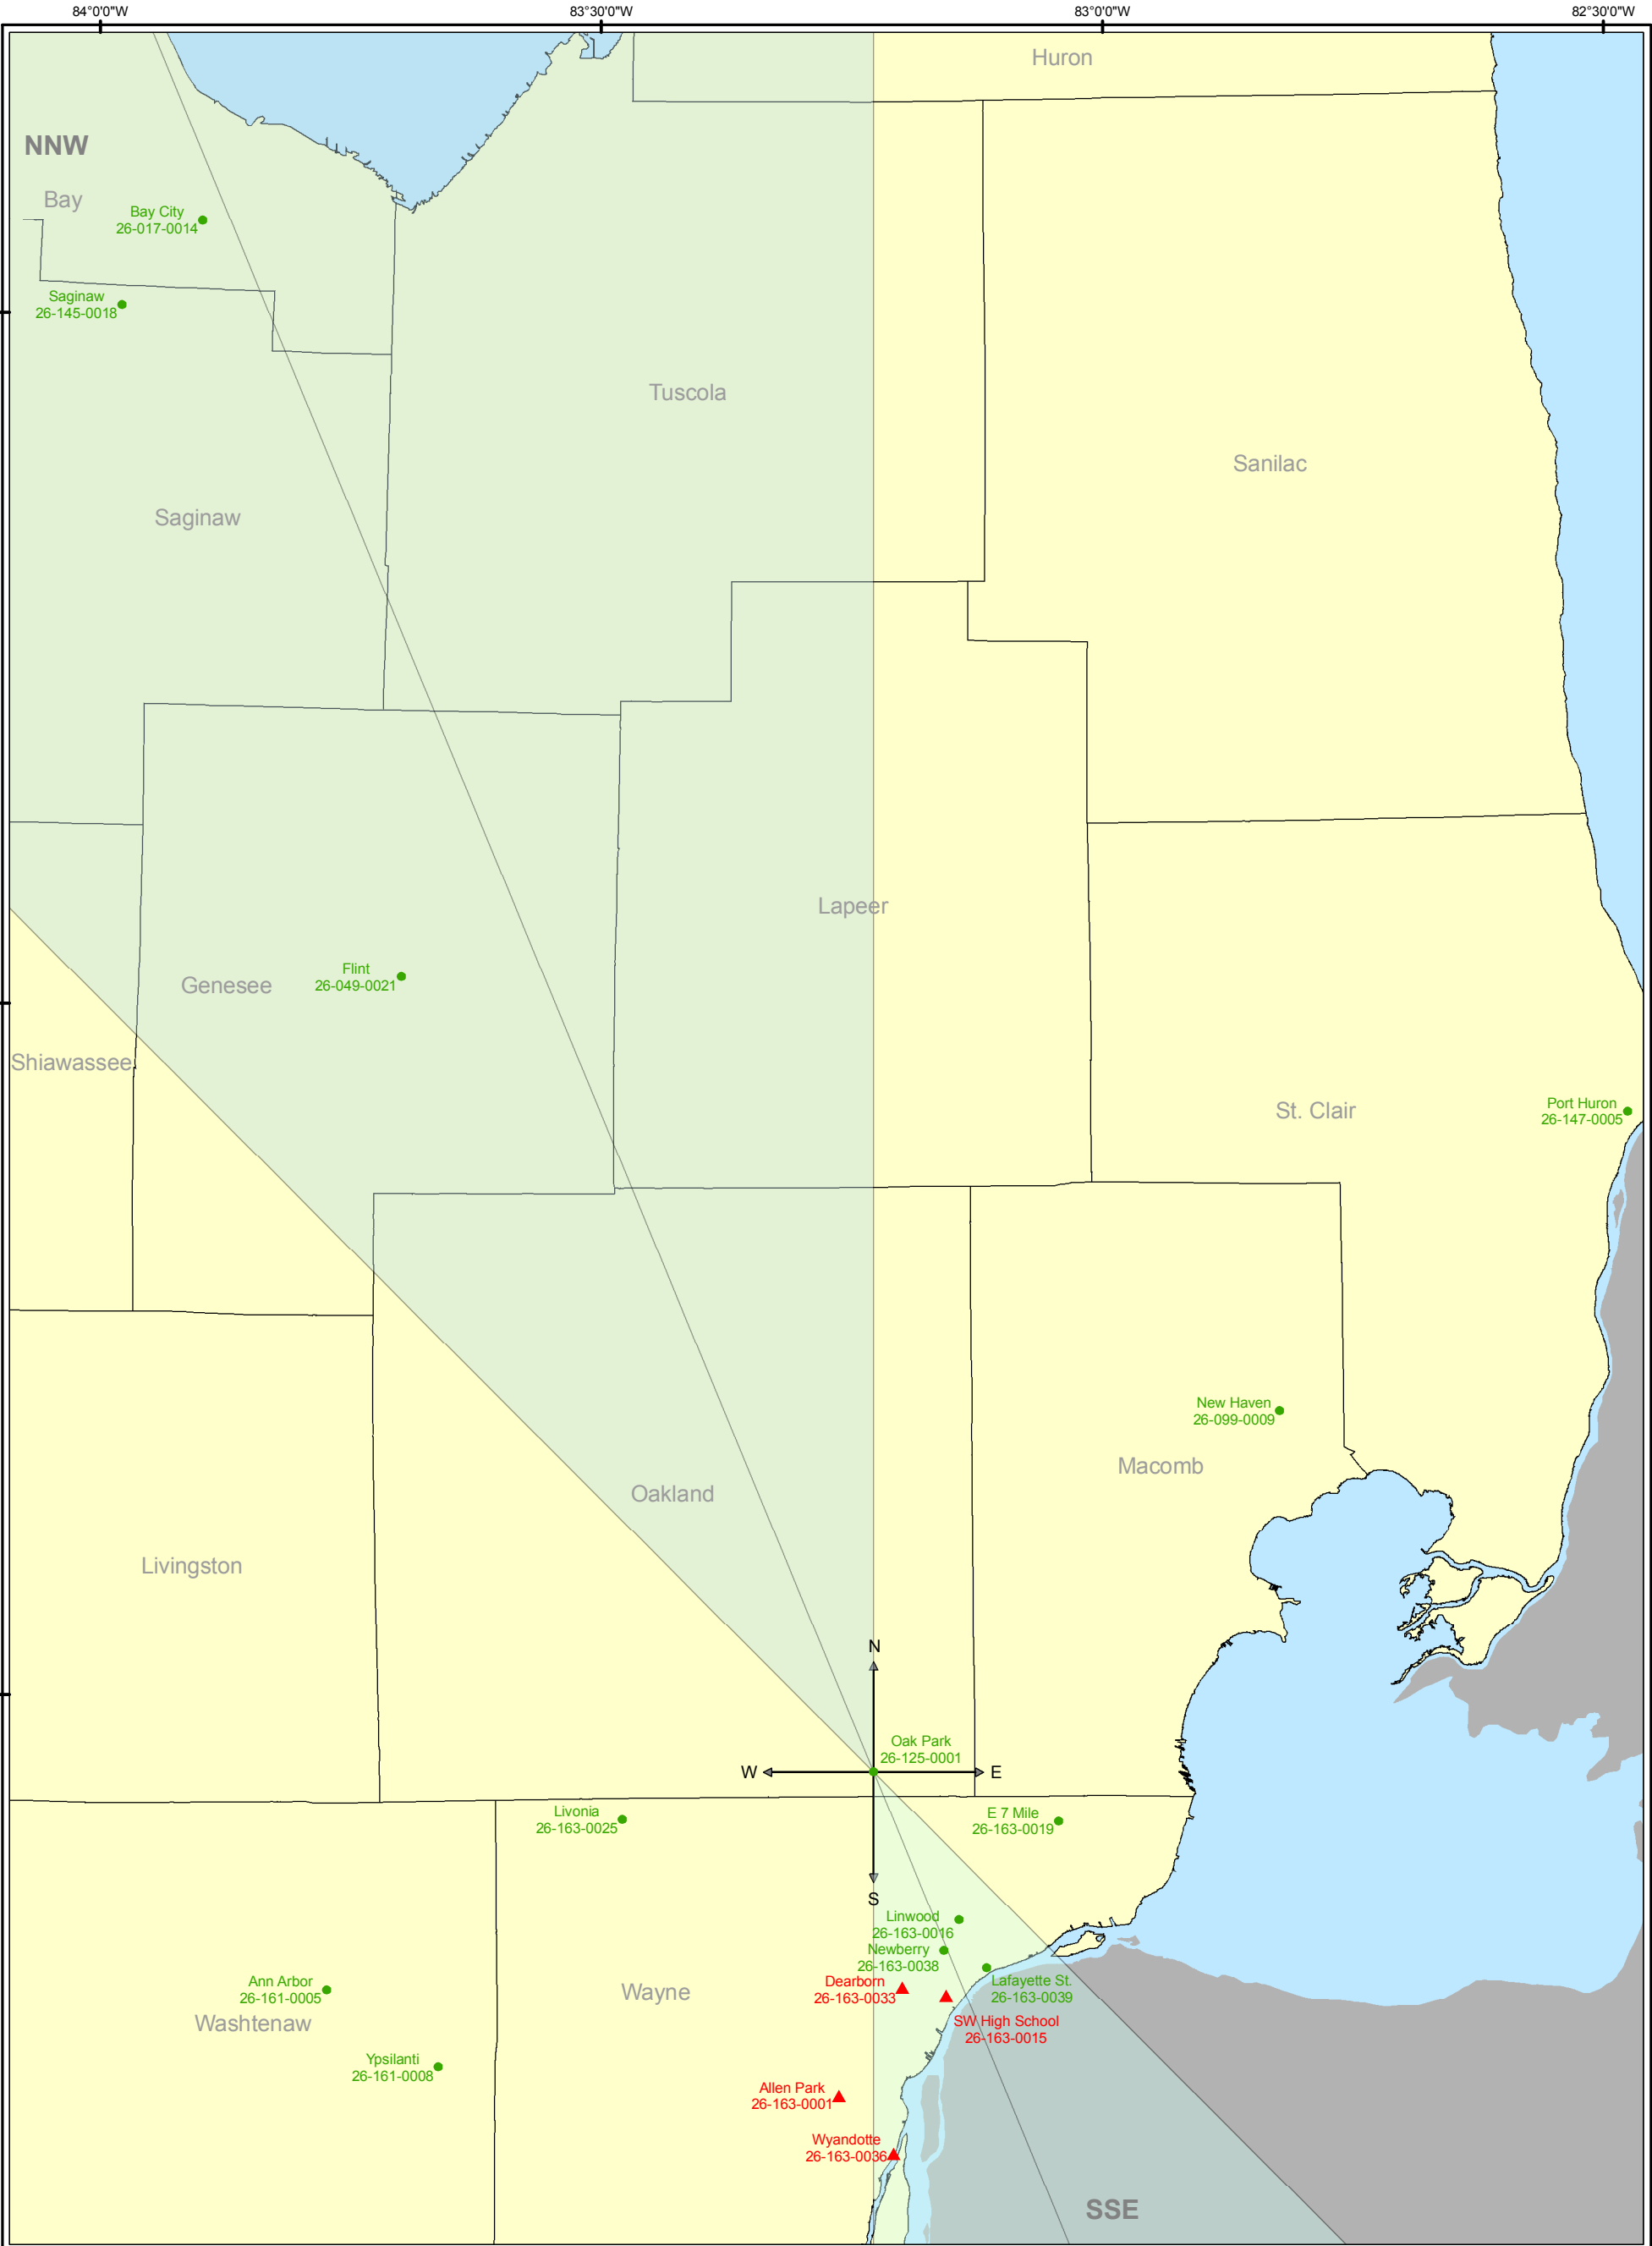 84°0'0"W
83°30'0"W
83°0'0"W
82°30'0"W
Huron
NNW
Bay
Bay City
26-017-0014
Saginaw
26-145-0018
Tuscola
Sanilac
Saginaw
Lapeer
Flint
26-049-0021
Genesee
Shiawassee
Port Huron
26-147-0005
St. Clair
New Haven
26-099-0009
Macomb
Oakland
Livingston
N
Oak Park
26-125-0001
W
E
Livonia
26-163-0025
E 7 Mile
26-163-0019
S
Linwood
26-163-0016
Newberry
26-163-0038
Dearborn
26-163-0033
Lafayette St.
26-163-0039
Ann Arbor
26-161-0005
Wayne
Washtenaw
SW High School
26-163-0015
Ypsilanti
26-161-0008
Allen Park
26-163-0001
Wyandotte
26-163-0036
SSE